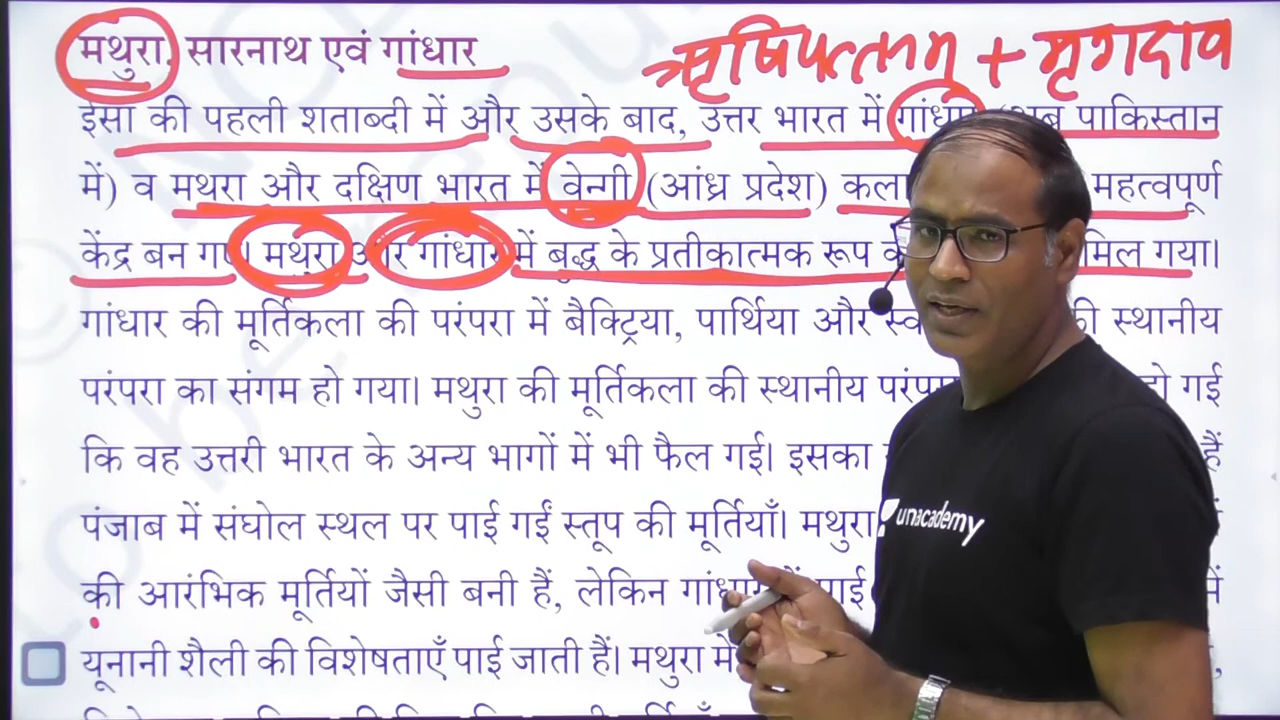 मथुरा, सारनाथ एवं गांधार
ऋषिपत्तनम् + मृगदाव
ईसा की पहली शताब्दी में और उसके बाद, उत्तर भारत में गांधार पाकिस्तान
में) व मथुरा और दक्षिण भारत में वेन्गी (आंध्र प्रदेश) कला महत्वपूर्ण
केंद्र बन गए। मथुरा और गांधार में बुद्ध के प्रतीकात्मक रूप मिल गया।
गांधार की मूर्तिकला की परंपरा में बैक्ट्रिया, पार्थिया और की स्थानीय
परंपरा का संगम हो गया। मथुरा की मूर्तिकला की स्थानीय हो गई
कि वह उत्तरी भारत के अन्य भागों में भी फैल गई। इसका हैं
पंजाब में संघोल स्थल पर पाई गईं स्तूप की मूर्तियाँ। मथुरा
की आरंभिक मूर्तियों जैसी बनी हैं, लेकिन गांधार पाई में
यूनानी शैली की विशेषताएँ पाई जाती हैं। मथुरा में
unacademy